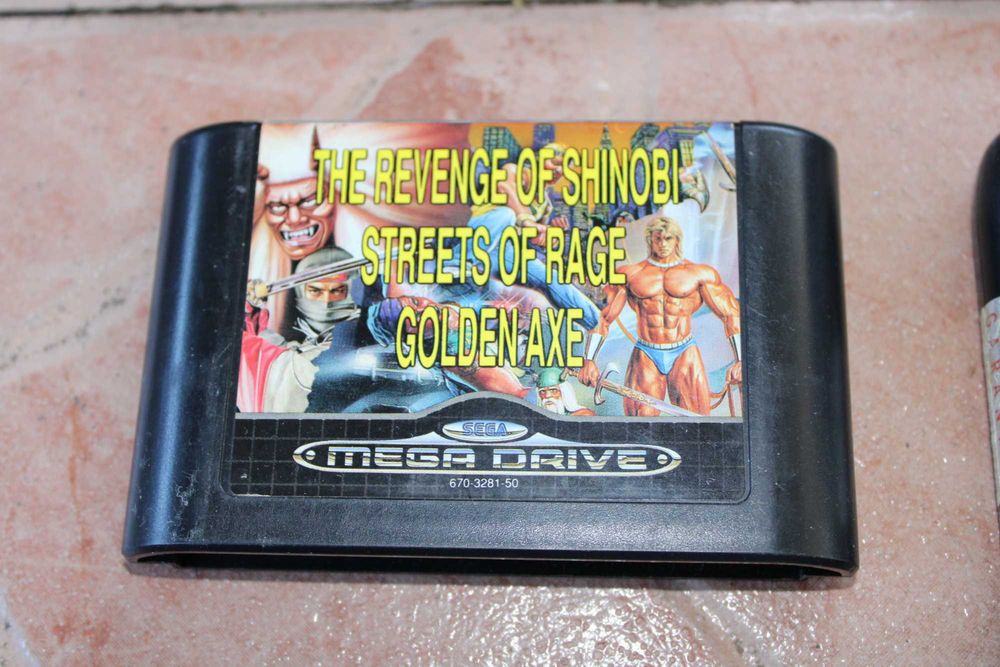 THE REVENGE OF SHINOBI
STREETS OF RAGE
GOLDEN AXE
SEGA
MEGA DRIVE
670-3281-50